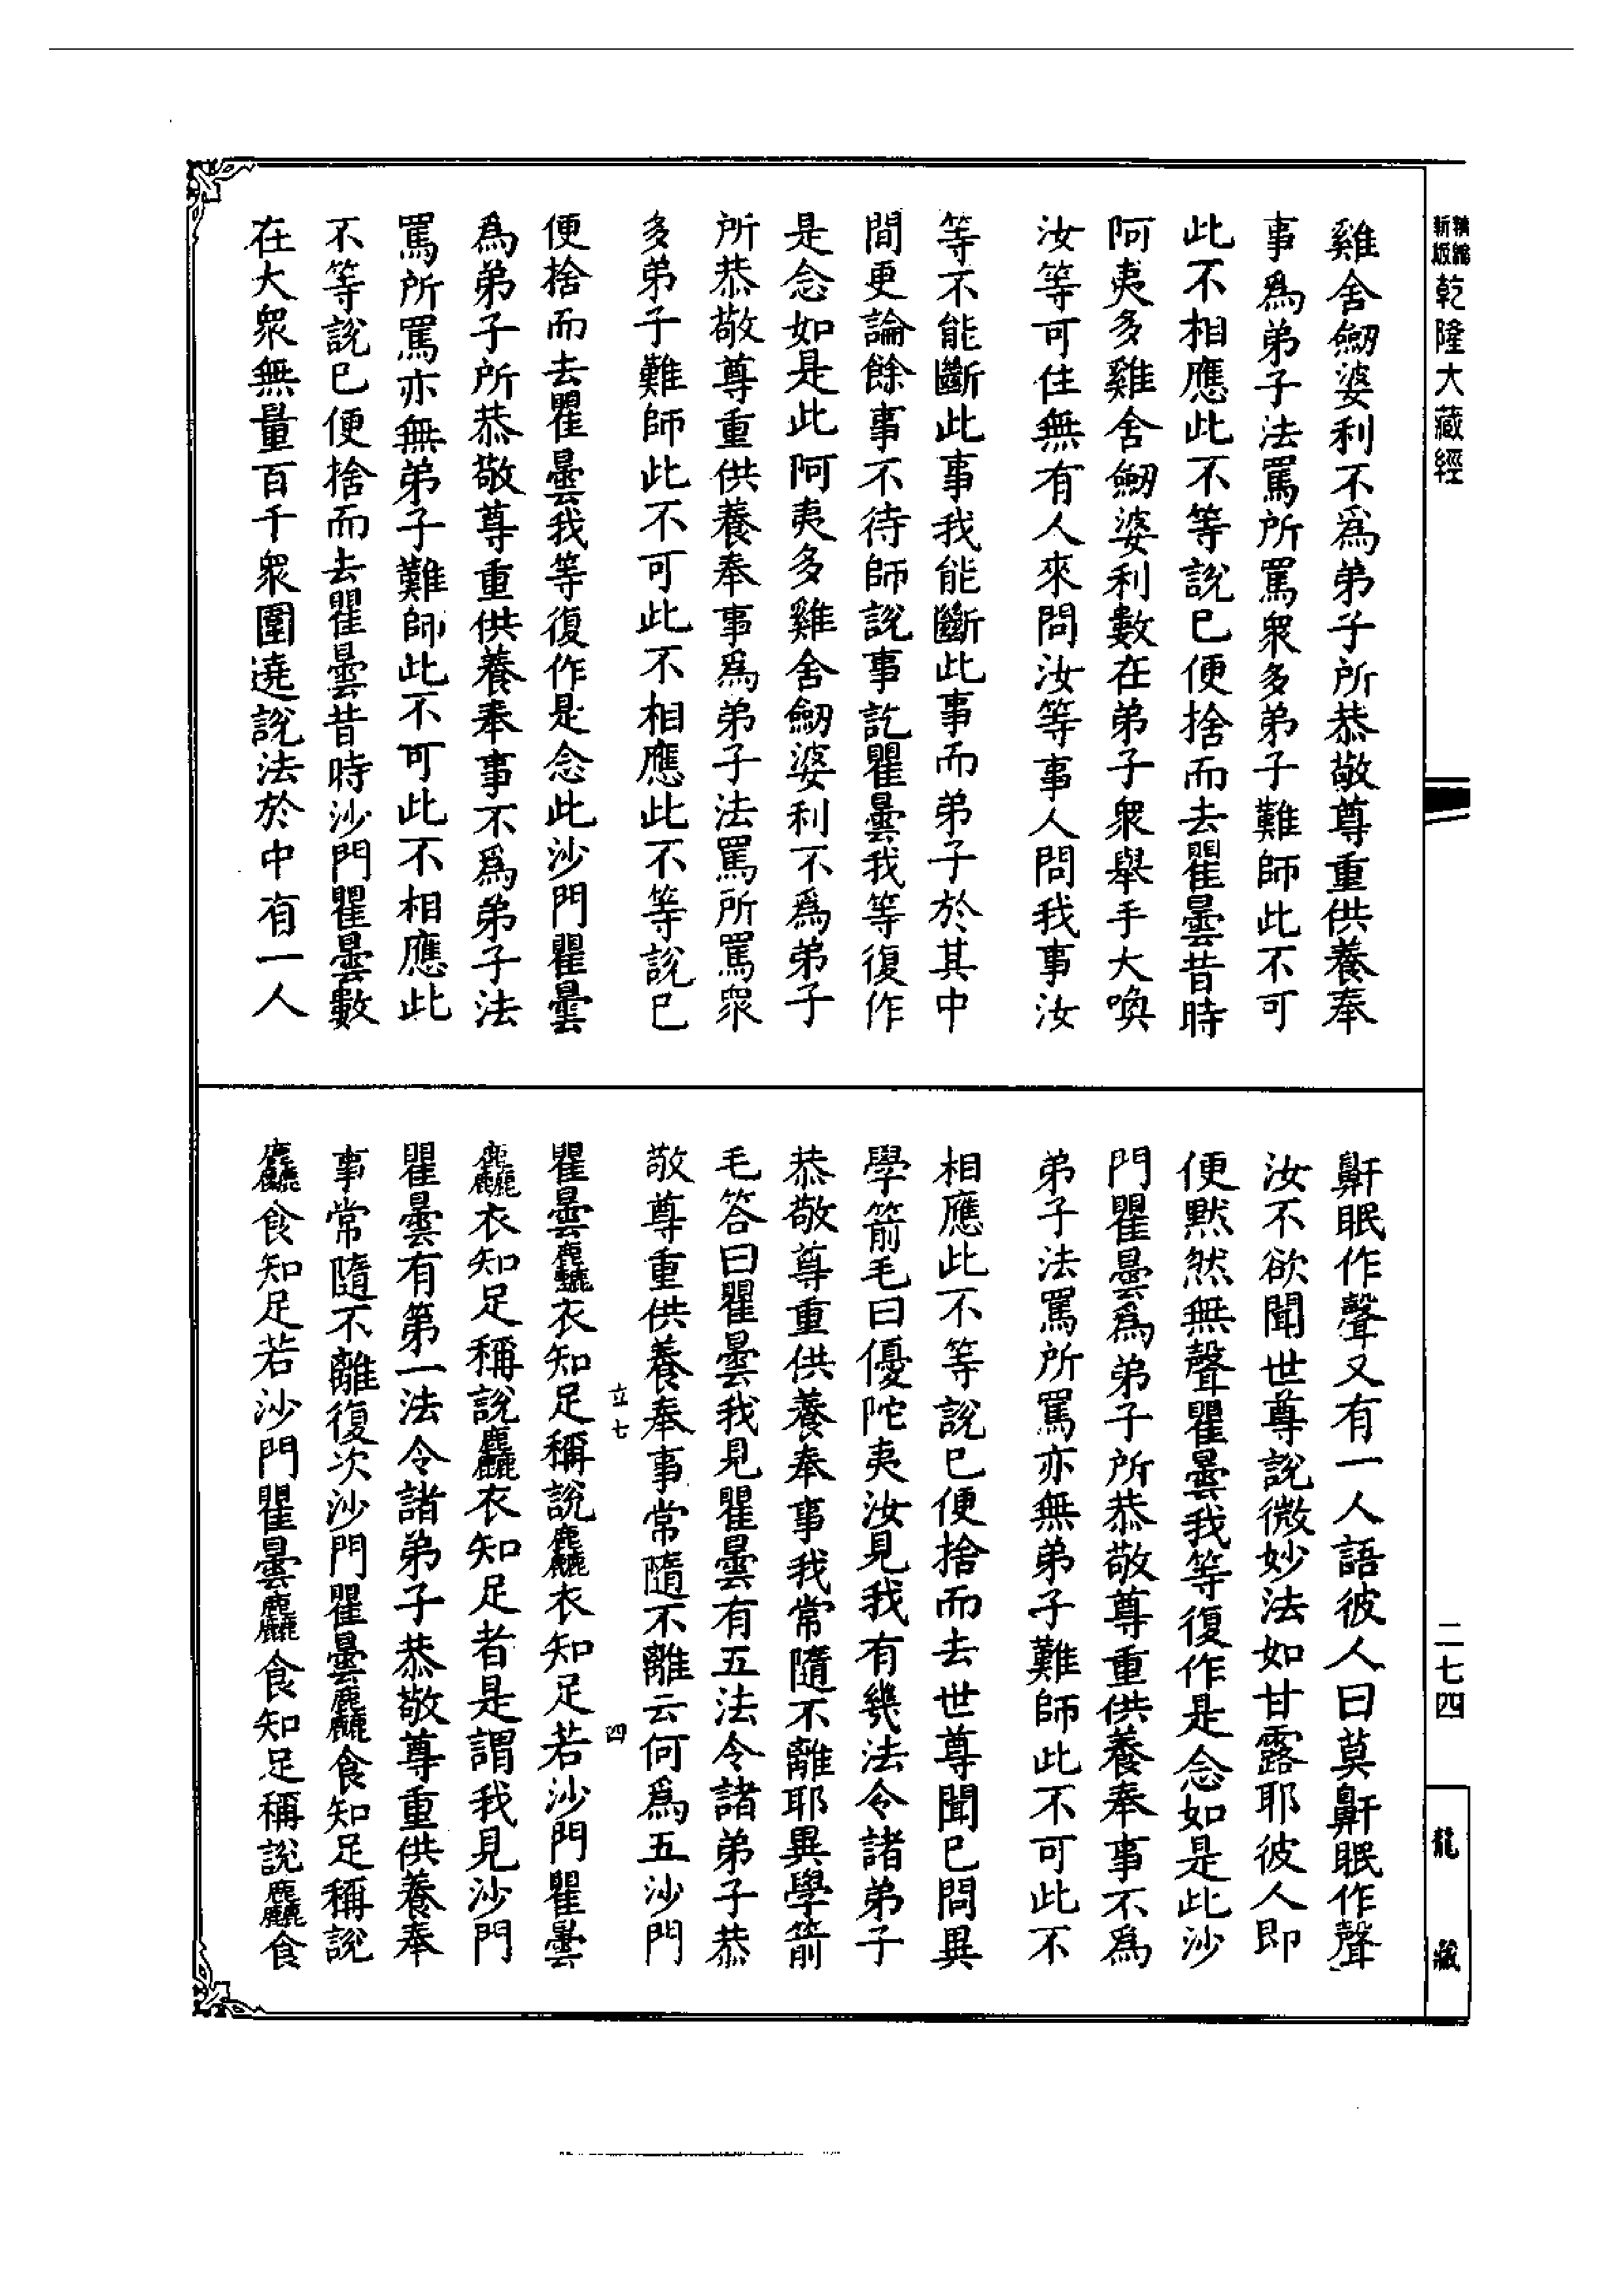 新版
精縮
乾隆大藏經
雞舍劒婆利不爲弟子所恭敬尊重供養奉
事爲弟子法罵所罵衆多弟子難師此不可
此不相應此不等說已便捨而去瞿曇昔時
阿夷多雞舍劒婆利數在弟子衆舉手大喚
汝等可住無有人來問汝等事人問我事汝
等不能斷此事我能斷此事而弟子於其中
間更論餘事不待師說事訖瞿曇我等復作
是念如是此阿夷多雞舍劒婆利不爲弟子
所恭敬尊重供養奉事爲弟子法罵所罵衆
多弟子難師此不可此不相應此不等說已
便捨而去瞿曇我等復作是念此沙門瞿曇
爲弟子所恭敬尊重供養奉事不爲弟子法
罵所罵亦無弟子難師此不可此不相應此
不等說已便捨而去瞿曇昔時沙門瞿曇數
在大衆無量百千衆圍遶說法於中有一人
鼾眠作聲又有一人語彼人曰莫鼾眠作聲
汝不欲聞世尊說微妙法如甘露耶彼人即
便默然無聲瞿曇我等復作是念如是此沙
門瞿曇爲弟子所恭敬尊重供養奉事不爲
弟子法罵所罵亦無弟子難師此不可此不
相應此不等說已便捨而去世尊聞已問異
學箭毛曰優陀夷汝見我有幾法令諸弟子
恭敬尊重供養奉事我常隨不離耶異學箭
毛答曰瞿曇我見瞿曇有五法令諸弟子恭
敬尊重供養奉事常隨不離云何爲五沙門
立七 四
瞿曇麤衣知足稱說麤衣知足若沙門瞿曇
麤衣知足稱說麤衣知足者是謂我見沙門
瞿曇有第一法令諸弟子恭敬尊重供養奉
事常隨不離復次沙門瞿曇麤食知足稱說
麤食知足若沙門瞿曇麤食知足稱說麤食
二七四
龍藏